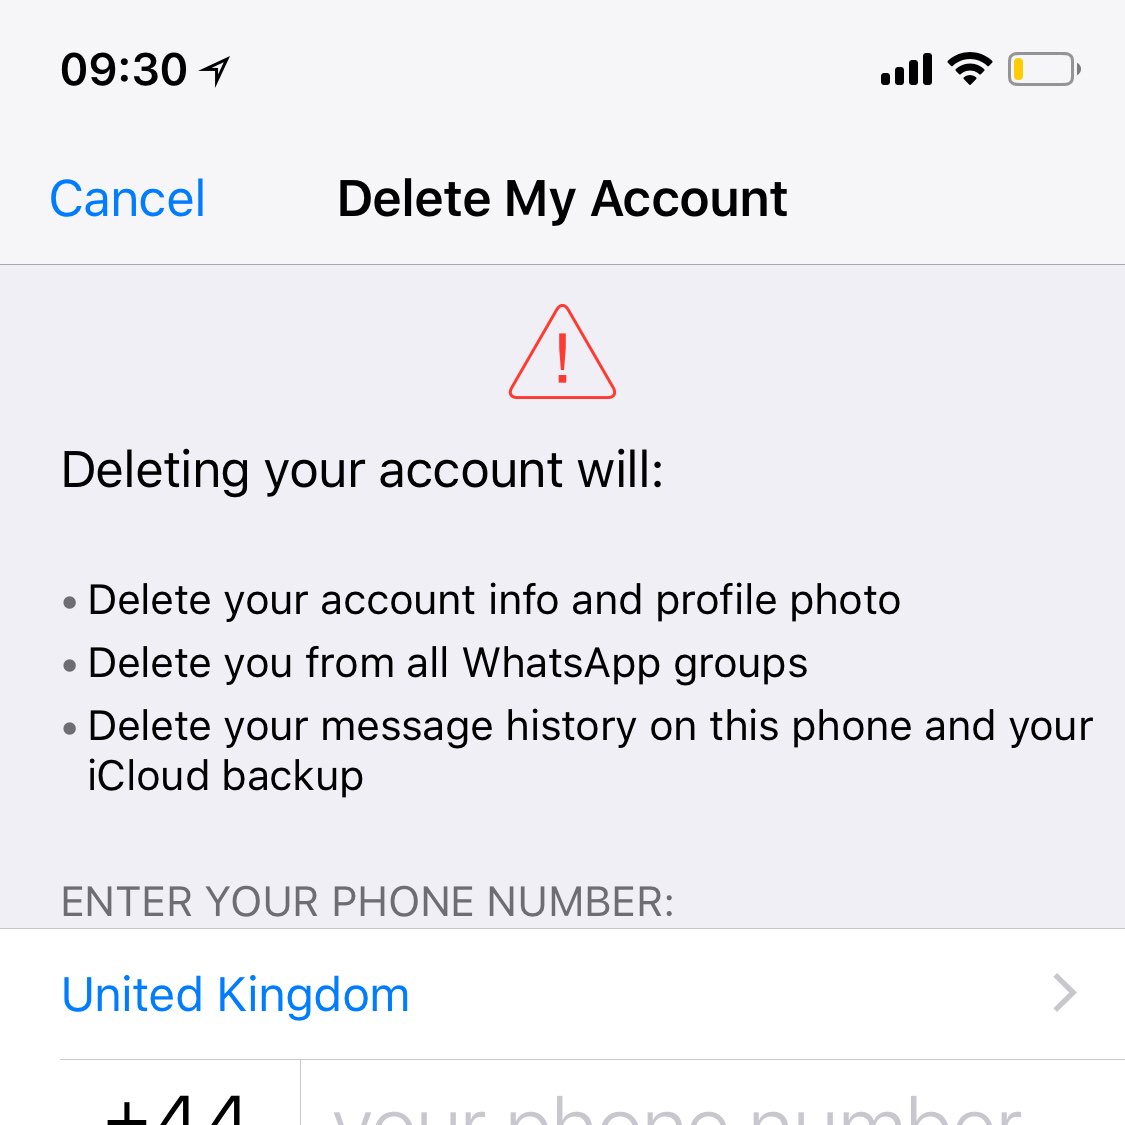 09:30
Cancel
Delete My Account
!
Deleting your account will:
• Delete your account info and profile photo
• Delete you from all WhatsApp groups
• Delete your message history on this phone and your
iCloud backup
ENTER YOUR PHONE NUMBER:
United Kingdom
+44
your phone number